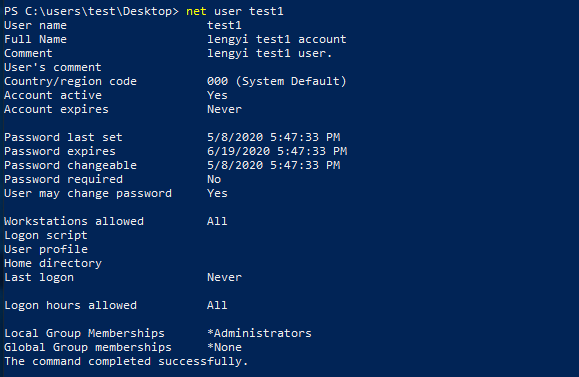 PS C:\users\test\Desktop> net user test1
User name                    test1
Full Name                    lengyi test1 account
Comment                      lengyi test1 user.
User's comment
Country/region code          000 (System Default)
Account active               Yes
Account expires              Never

Password last set            5/8/2020 5:47:33 PM
Password expires             6/19/2020 5:47:33 PM
Password changeable          5/8/2020 5:47:33 PM
Password required            No
User may change password     Yes

Workstations allowed         All
Logon script
User profile
Home directory
Last logon                   Never

Logon hours allowed          All

Local Group Memberships      *Administrators
Global Group memberships     *None
The command completed successfully.